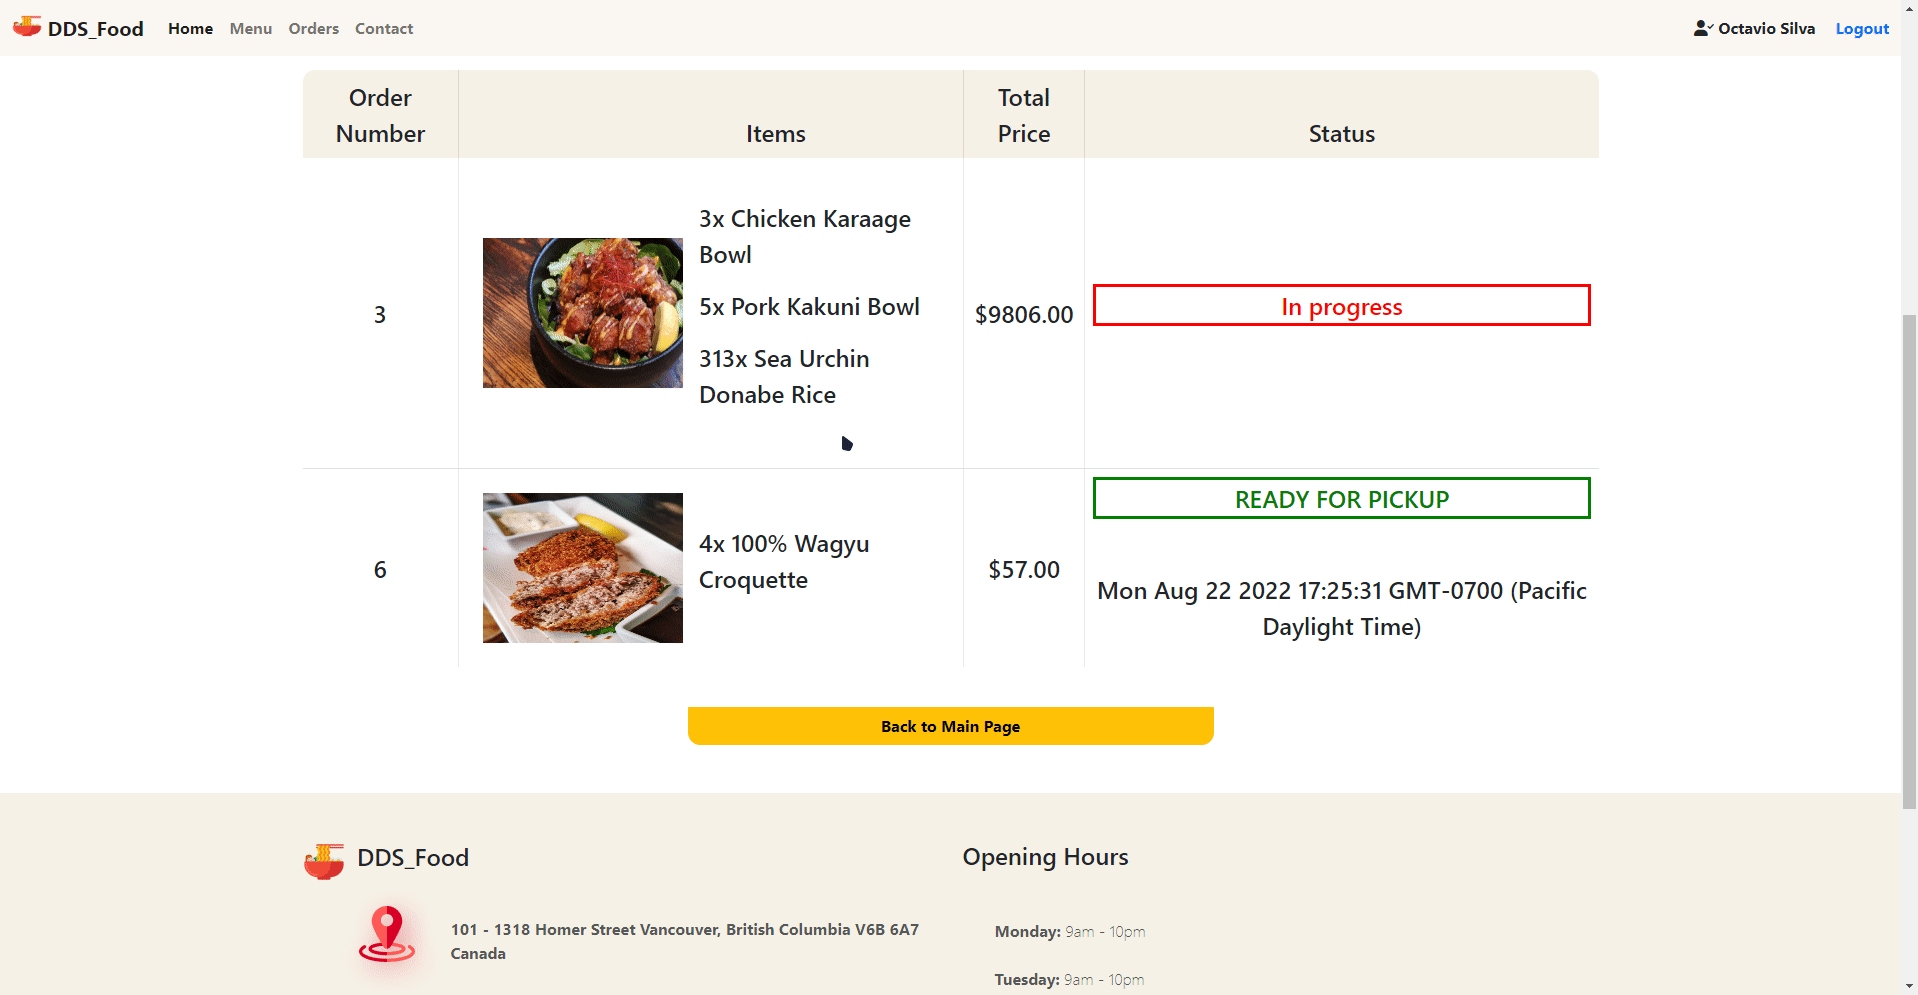 DDS_Food Home Menu Orders Contact Octavio Silva Logout
Order
Number
Items
Total
Price
Status
3
3x Chicken Karaage
Bowl
5x Pork Kakuni Bowl
313x Sea Urchin
Donabe Rice
$9806.00
In progress
6
4x 100% Wagyu
Croquette
$57.00
READY FOR PICKUP
Mon Aug 22 2022 17:25:31 GMT-0700 (Pacific
Daylight Time)
Back to Main Page
DDS_Food
101 - 1318 Homer Street Vancouver, British Columbia V6B 6A7
Canada
Opening Hours
Monday: 9am - 10pm
Tuesday: 9am - 10pm